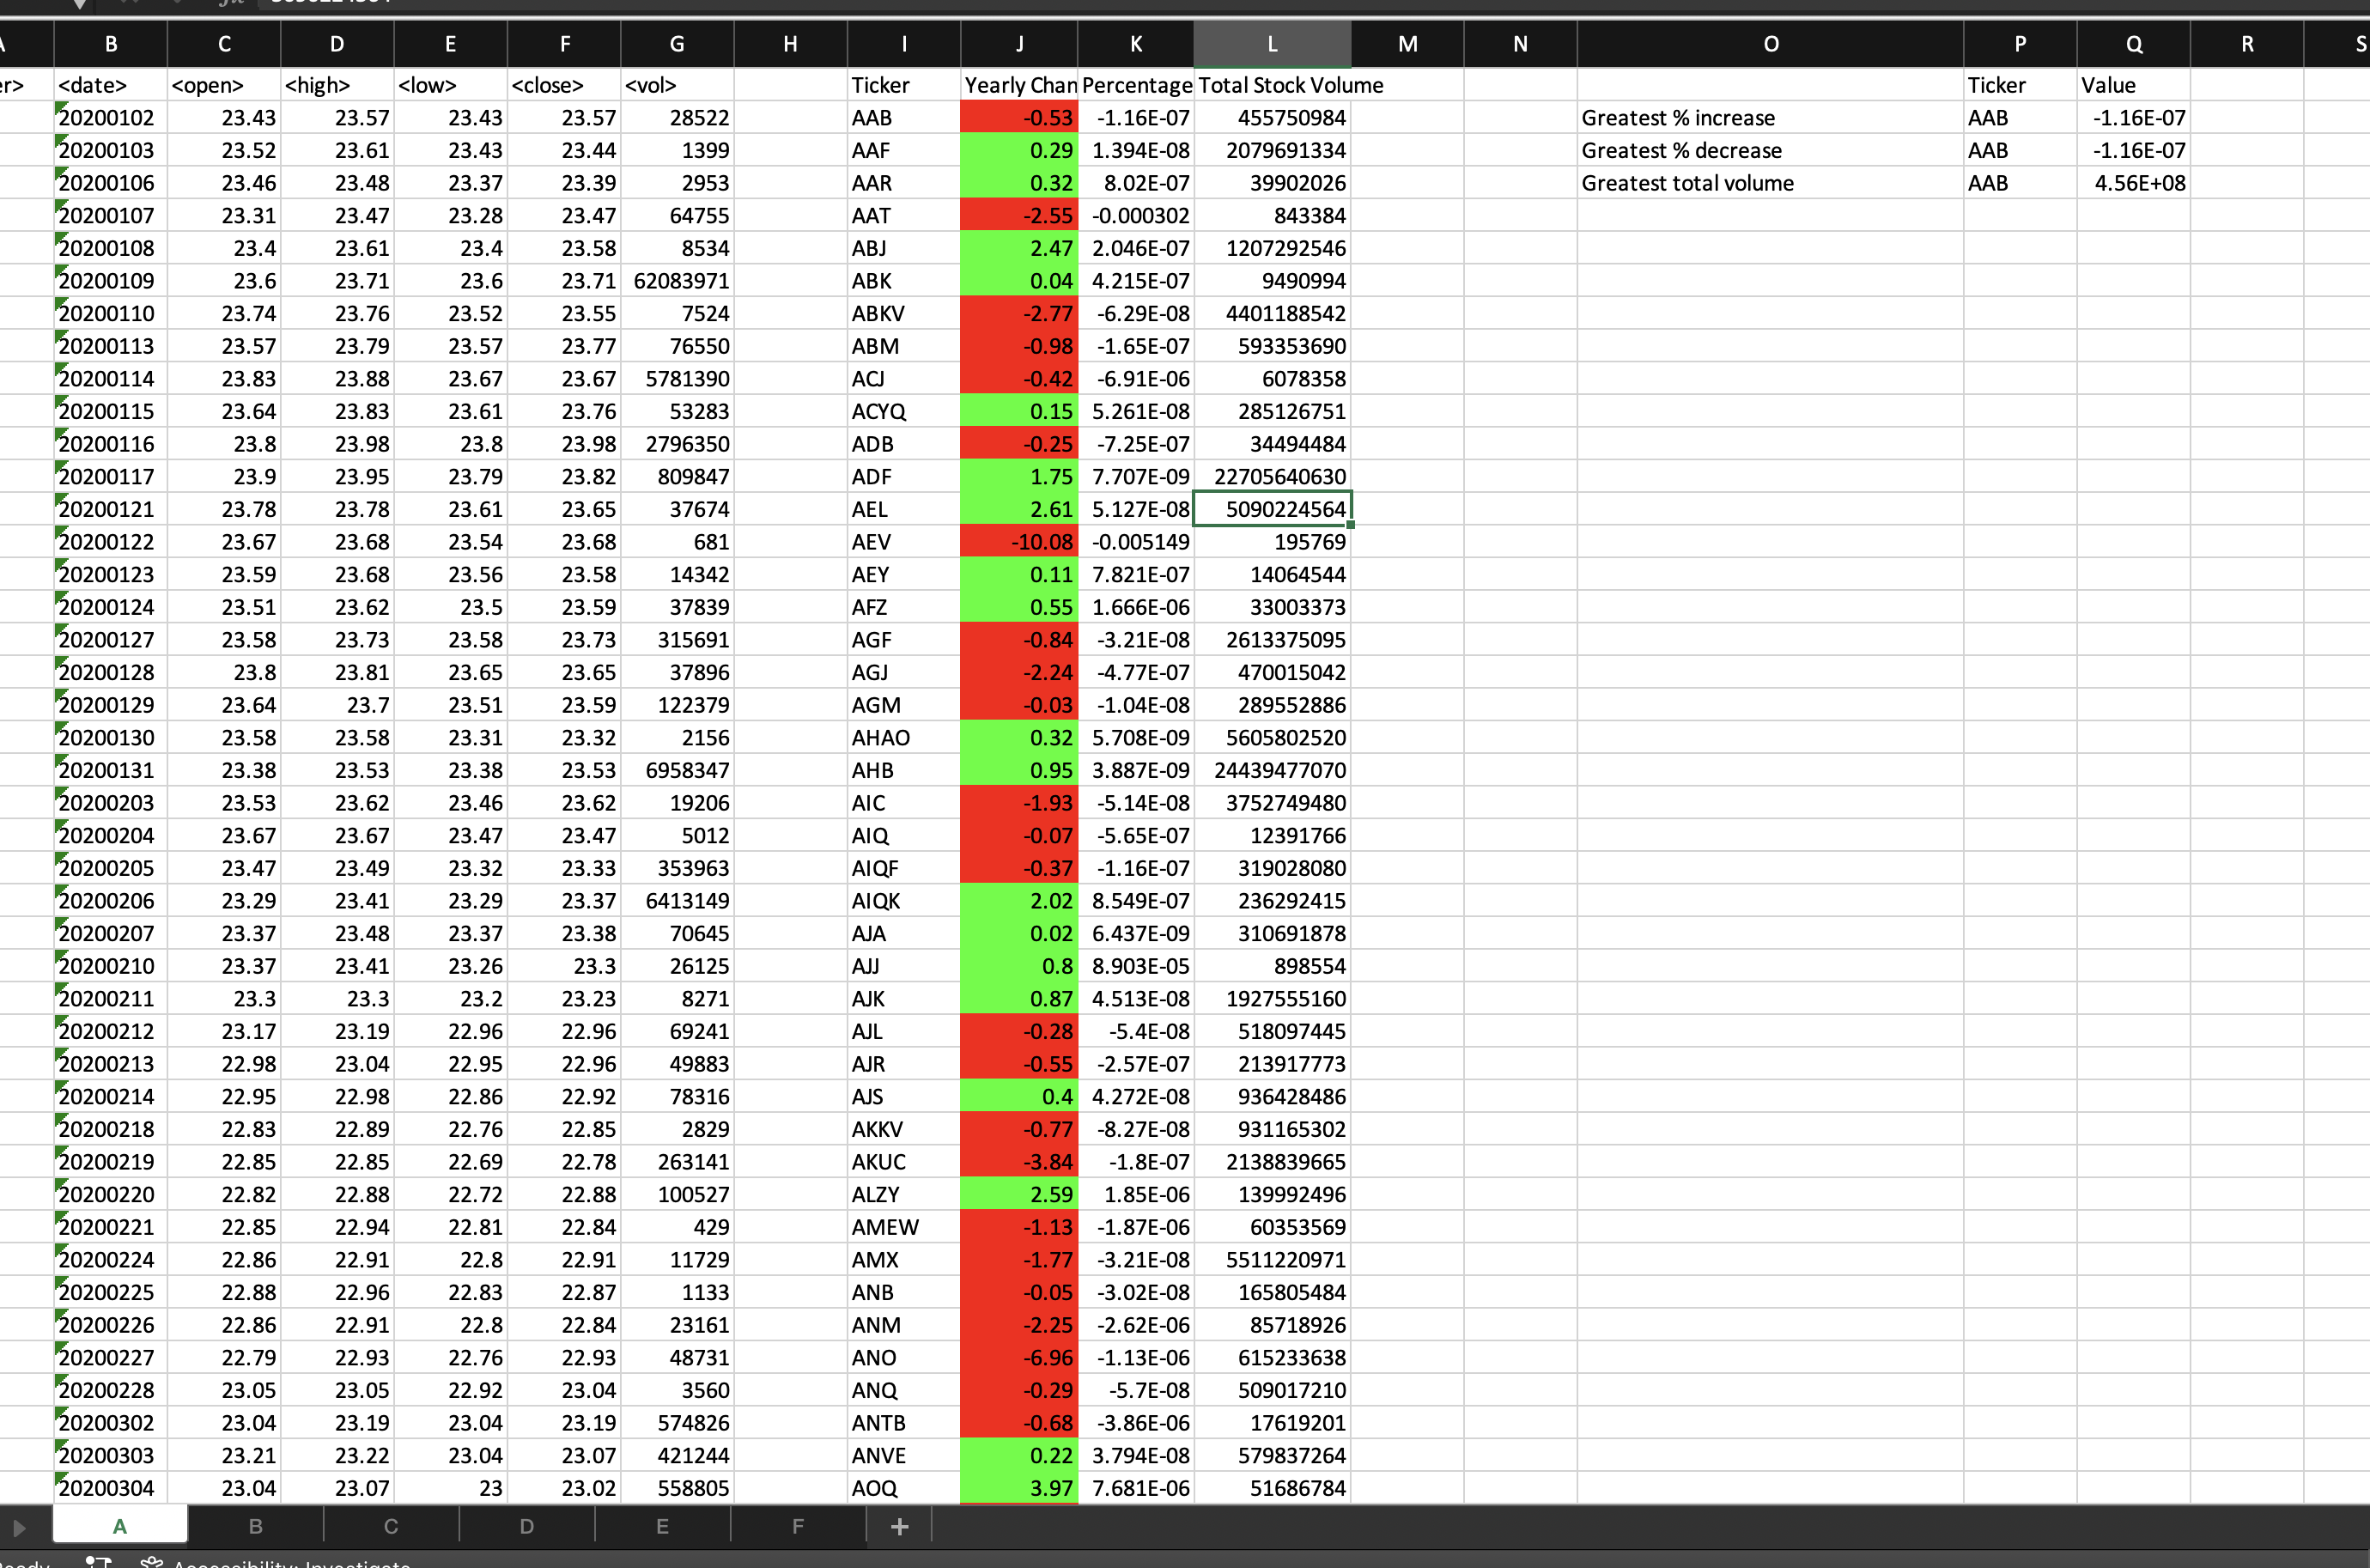 B C D E F G H I J K L M N O P Q R S
<date> <open> <high> <low> <close> <vol> Ticker Yearly Chan Percentage Total Stock Volume Ticker Value
20200102 23.43 23.57 23.43 23.57 28522 AAB -0.53 -1.16E-07 455750984 Greatest % increase AAB -1.16E-07
20200103 23.52 23.61 23.43 23.44 1399 AAF 0.29 1.394E-08 2079691334 Greatest % decrease AAB -1.16E-07
20200106 23.46 23.48 23.37 23.39 2953 AAR 0.32 8.02E-07 39902026 Greatest total volume AAB 4.56E+08
20200107 23.31 23.47 23.28 23.47 64755 AAT -2.55 -0.000302 843384
20200108 23.4 23.61 23.4 23.58 8534 ABJ 2.47 2.046E-07 1207292546
20200109 23.6 23.71 23.6 23.71 62083971 ABK 0.04 4.215E-07 9490994
20200110 23.74 23.76 23.52 23.55 7524 ABKV -2.77 -6.29E-08 4401188542
20200113 23.57 23.79 23.57 23.77 76550 ABM -0.98 -1.65E-07 593353690
20200114 23.83 23.88 23.67 23.67 5781390 ACJ -0.42 -6.91E-06 6078358
20200115 23.64 23.83 23.61 23.76 53283 ACYQ 0.15 5.261E-08 285126751
20200116 23.8 23.98 23.8 23.98 2796350 ADB -0.25 -7.25E-07 34494484
20200117 23.9 23.95 23.79 23.82 809847 ADF 1.75 7.707E-09 22705640630
20200121 23.78 23.78 23.61 23.65 37674 AEL 2.61 5.127E-08 5090224564
20200122 23.67 23.68 23.54 23.68 681 AEV -10.08 -0.005149 195769
20200123 23.59 23.68 23.56 23.58 14342 AEY 0.11 7.821E-07 14064544
20200124 23.51 23.62 23.5 23.59 37839 AFZ 0.55 1.666E-06 33003373
20200127 23.58 23.73 23.58 23.73 315691 AGF -0.84 -3.21E-08 2613375095
20200128 23.8 23.81 23.65 23.65 37896 AGJ -2.24 -4.77E-07 470015042
20200129 23.64 23.7 23.51 23.59 122379 AGM -0.03 -1.04E-08 289552886
20200130 23.58 23.58 23.31 23.32 2156 AHAO 0.32 5.708E-09 5605802520
20200131 23.38 23.53 23.38 23.53 6958347 AHB 0.95 3.887E-09 24439477070
20200203 23.53 23.62 23.46 23.62 19206 AIC -1.93 -5.14E-08 3752749480
20200204 23.67 23.67 23.47 23.47 5012 AIQ -0.07 -5.65E-07 12391766
20200205 23.47 23.49 23.32 23.33 353963 AIQF -0.37 -1.16E-07 319028080
20200206 23.29 23.41 23.29 23.37 6413149 AIQK 2.02 8.549E-07 236292415
20200207 23.37 23.48 23.37 23.38 70645 AJA 0.02 6.437E-09 310691878
20200210 23.37 23.41 23.26 23.3 26125 AJJ 0.8 8.903E-05 898554
20200211 23.3 23.3 23.2 23.23 8271 AJK 0.87 4.513E-08 1927555160
20200212 23.17 23.19 22.96 22.96 69241 AJL -0.28 -5.4E-08 518097445
20200213 22.98 23.04 22.95 22.96 49883 AJR -0.55 -2.57E-07 213917773
20200214 22.95 22.98 22.86 22.92 78316 AJS 0.4 4.272E-08 936428486
20200218 22.83 22.89 22.76 22.85 2829 AKKV -0.77 -8.27E-08 931165302
20200219 22.85 22.85 22.69 22.78 263141 AKUC -3.84 -1.8E-07 2138839665
20200220 22.82 22.88 22.72 22.88 100527 ALZY 2.59 1.85E-06 139992496
20200221 22.85 22.94 22.81 22.84 429 AMEW -1.13 -1.87E-06 60353569
20200224 22.86 22.91 22.8 22.91 11729 AMX -1.77 -3.21E-08 5511220971
20200225 22.88 22.96 22.83 22.87 1133 ANB -0.05 -3.02E-08 165805484
20200226 22.86 22.91 22.8 22.84 23161 ANM -2.25 -2.62E-06 85718926
20200227 22.79 22.93 22.76 22.93 48731 ANO -6.96 -1.13E-06 615233638
20200228 23.05 23.05 22.92 23.04 3560 ANQ -0.29 -5.7E-08 509017210
20200302 23.04 23.19 23.04 23.19 574826 ANTB -0.68 -3.86E-06 17619201
20200303 23.21 23.22 23.04 23.07 421244 ANVE 0.22 3.794E-08 579837264
20200304 23.04 23.07 23 23.02 558805 AOQ 3.97 7.681E-06 51686784
A B C D E F +
Accessibility: Investigate